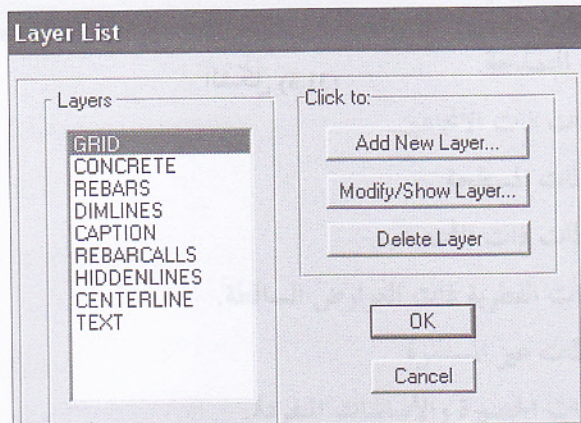 Layer List
Layers
GRID
CONCRETE
REBARS
DIMLINES
CAPTION
REBARCALLS
HIDDENLINES
CENTERLINE
TEXT
Click to:
Add New Layer...
Modify/Show Layer...
Delete Layer
OK
Cancel